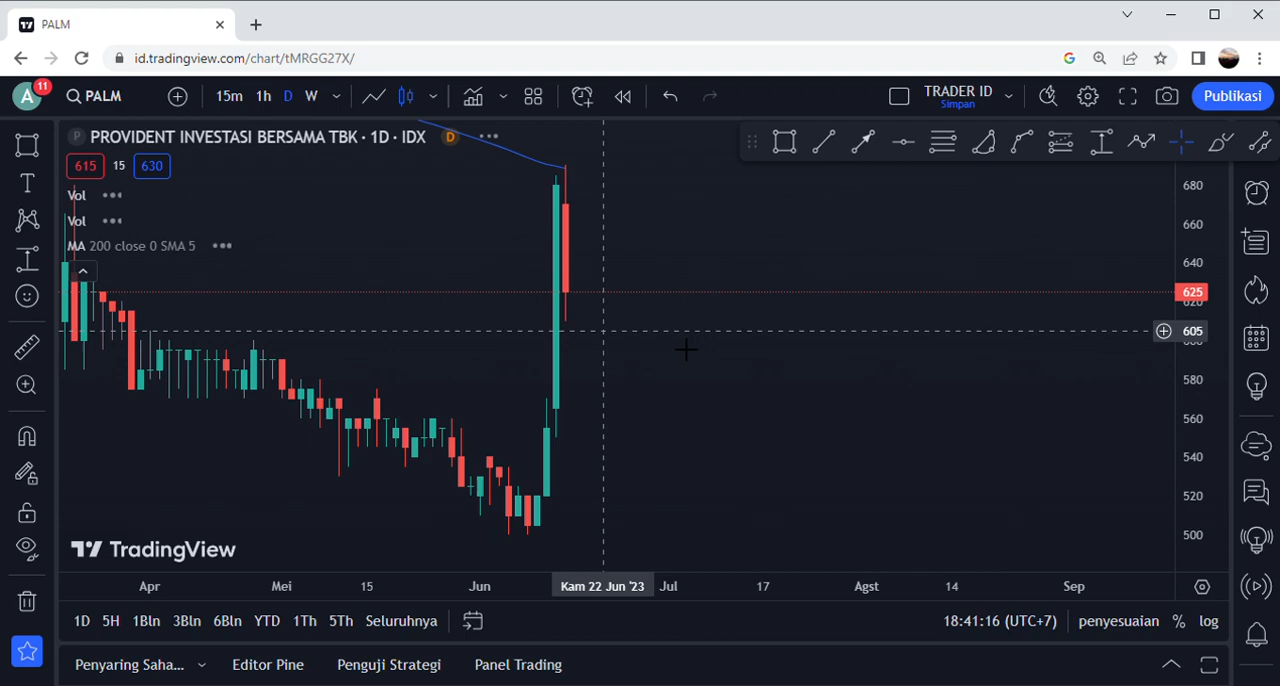 PALM
id.tradingview.com/chart/tMRGG27X/
A 11 PALM 15m 1h D W TRADER ID Simpan Publikasi
P PROVIDENT INVESTASI BERSAMA TBK · 1D · IDX D
615 15 630
Vol
Vol
MA 200 close 0 SMA 5
680
660
640
625
620
605
600
580
560
540
520
500
TradingView
Apr Mei 15 Jun Kam 22 Jun '23 Jul 17 Agst 14 Sep
1D 5H 1Bln 3Bln 6Bln YTD 1Th 5Th Seluruhnya 18:41:16 (UTC+7) penyesuaian % log
Penyaring Saha... Editor Pine Penguji Strategi Panel Trading